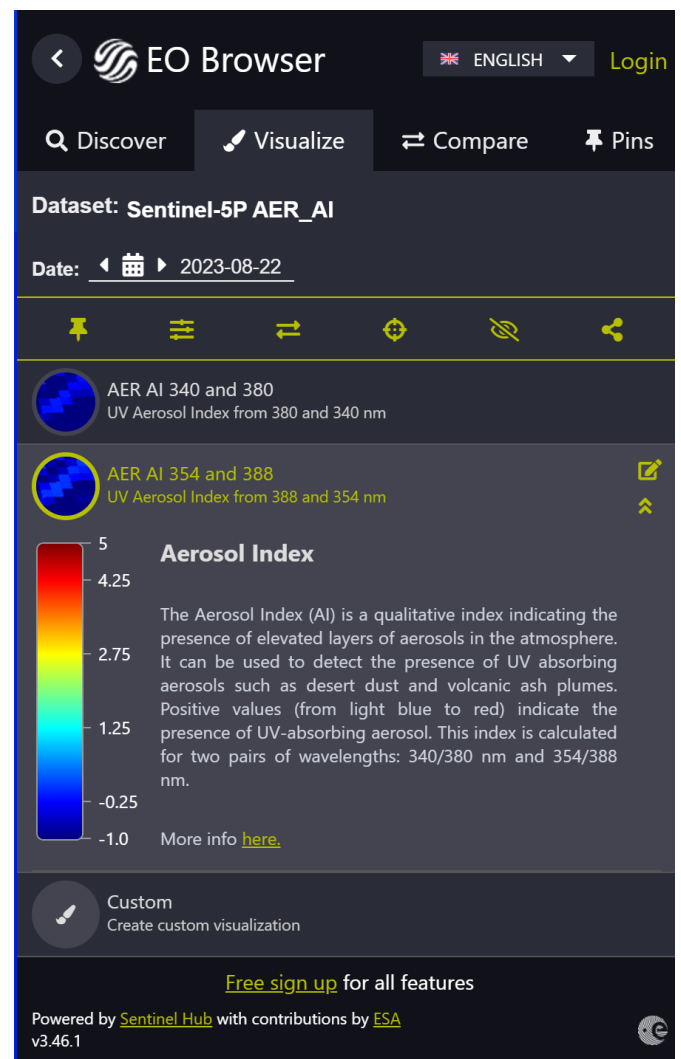 EO Browser
ENGLISH
Login
Discover
Visualize
Compare
Pins
Dataset: Sentinel-5P AER_AI
Date: 2023-08-22
AER AI 340 and 380
UV Aerosol Index from 380 and 340 nm
AER AI 354 and 388
UV Aerosol Index from 388 and 354 nm
5
4.25
2.75
1.25
-0.25
-1.0
Aerosol Index
The Aerosol Index (AI) is a qualitative index indicating the
presence of elevated layers of aerosols in the atmosphere.
It can be used to detect the presence of UV absorbing
aerosols such as desert dust and volcanic ash plumes.
Positive values (from light blue to red) indicate the
presence of UV-absorbing aerosol. This index is calculated
for two pairs of wavelengths: 340/380 nm and 354/388
nm.
More info here.
Custom
Create custom visualization
Free sign up for all features
Powered by Sentinel Hub with contributions by ESA
v3.46.1